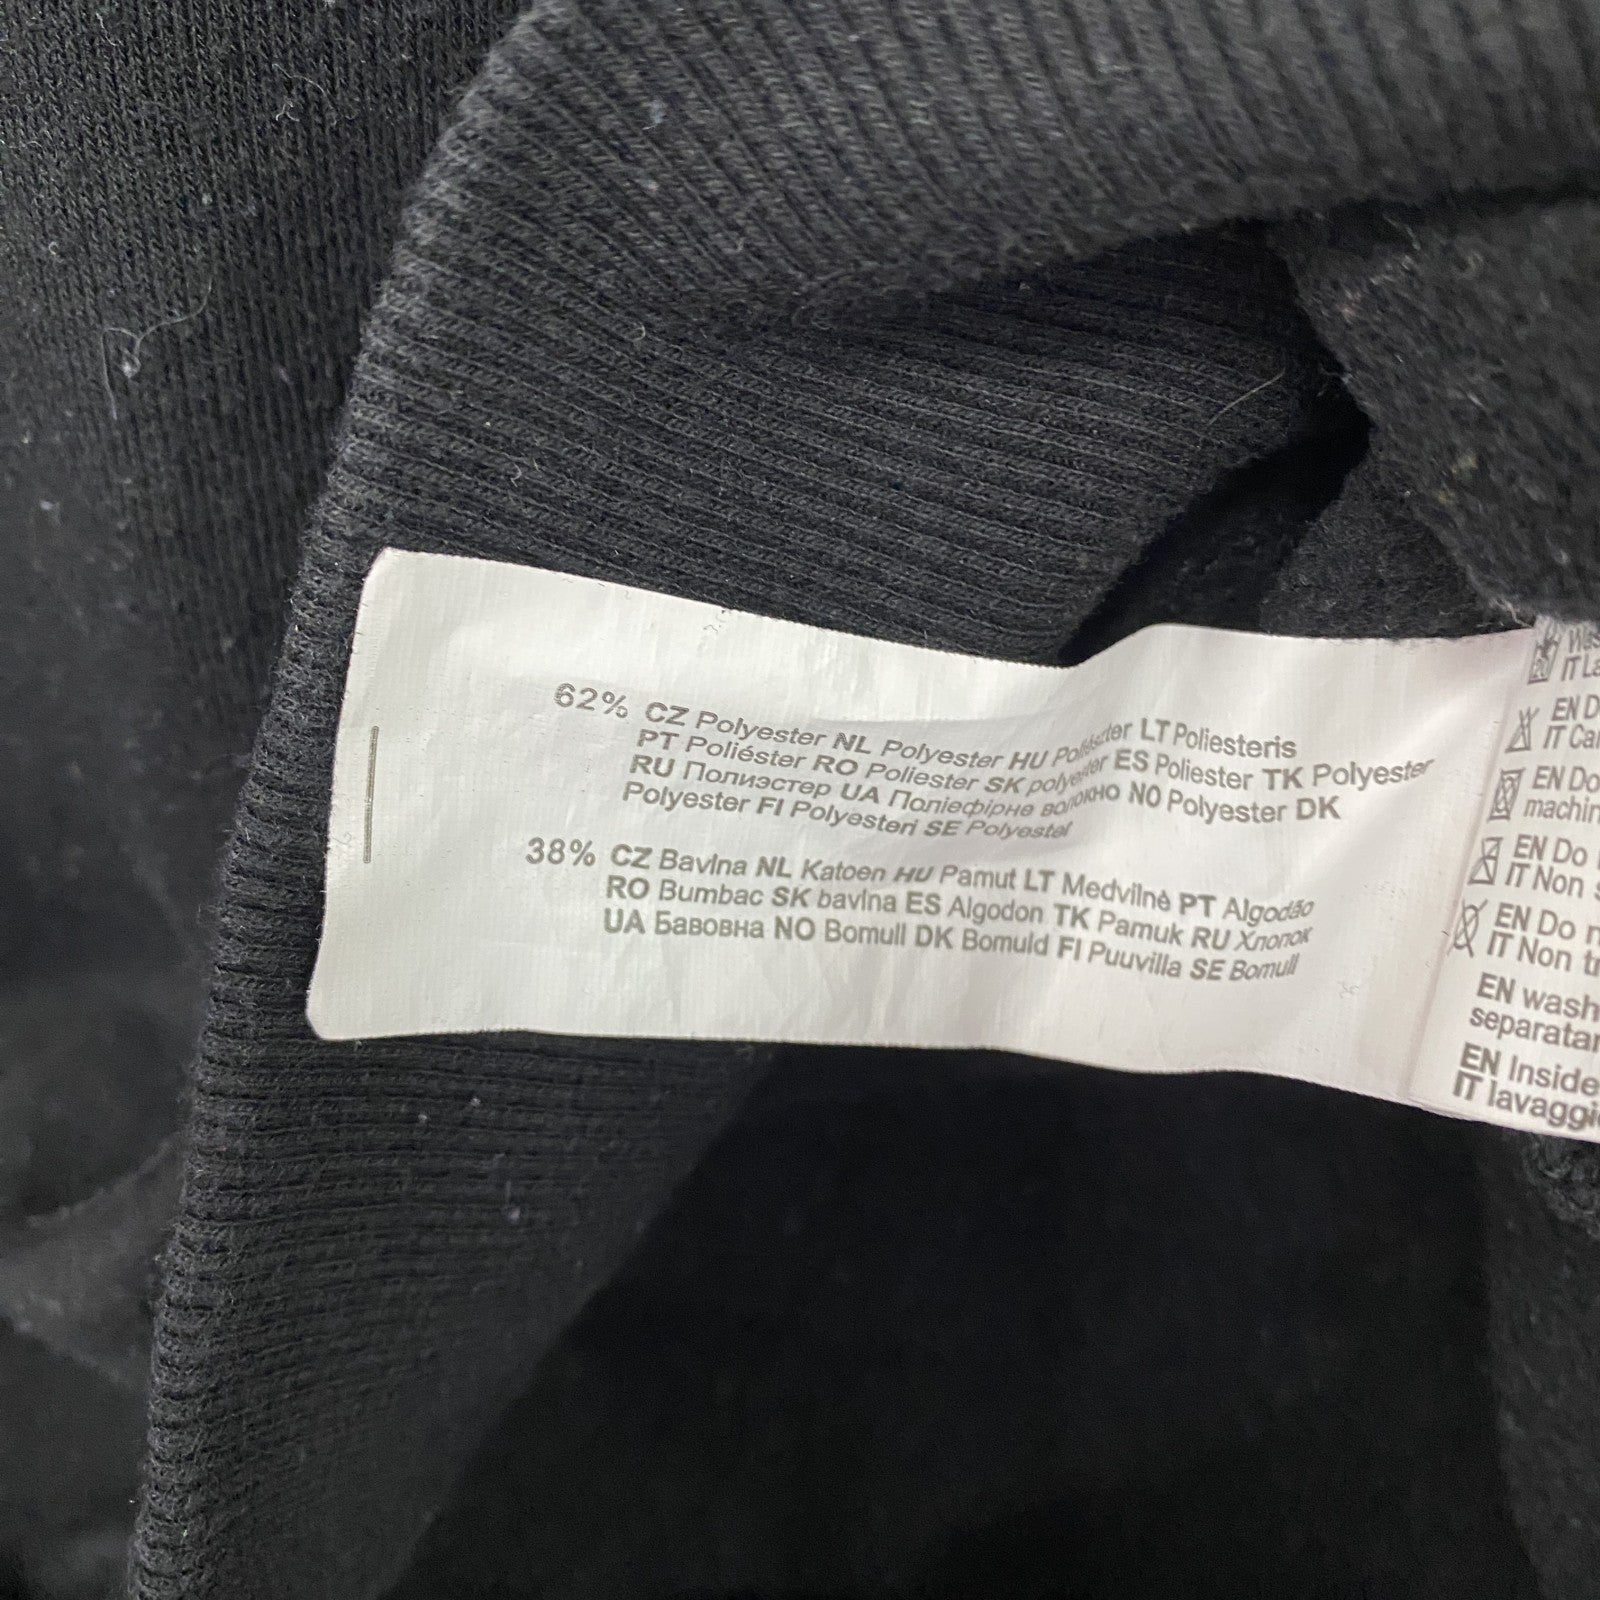 62% CZ Polyester NL Polyester HU Poliészter LT Poliesteris
PT Poliéster RO Poliester SK polyester ES Poliester TK Polyester
RU Полиэстер UA Поліефірне волокно NO Polyester DK
Polyester FI Polyesteri SE Polyestel
38% CZ Bavlna NL Katoen HU Pamut LT Medvilnė PT Algodão
RO Bumbac SK bavlna ES Algodon TK Pamuk RU Хлопок
UA Бавовна NO Bomull DK Bomuld FI Puuvilla SE Bomull
20
IT
EN
IT
EN Do
machin
EN Do
IT Non
EN Do
IT Non
EN wash
separata
EN Inside
IT lavaggi